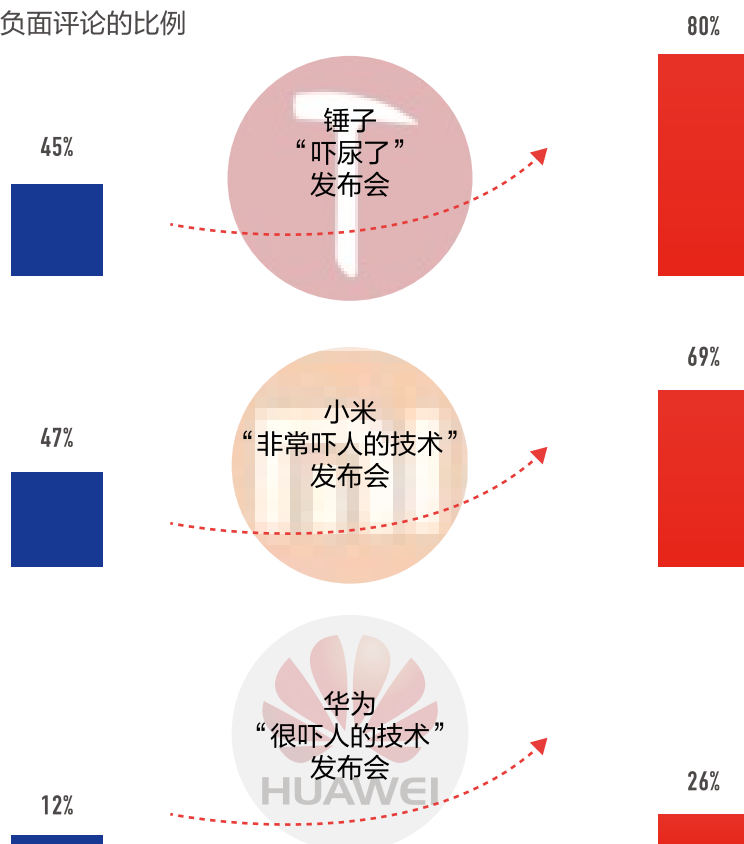 负面评论的比例
80%
45%
锤子
“吓尿了”
发布会
69%
47%
小米
“非常吓人的技术”
发布会
华为
“很吓人的技术”
发布会
HUAWEI
26%
12%